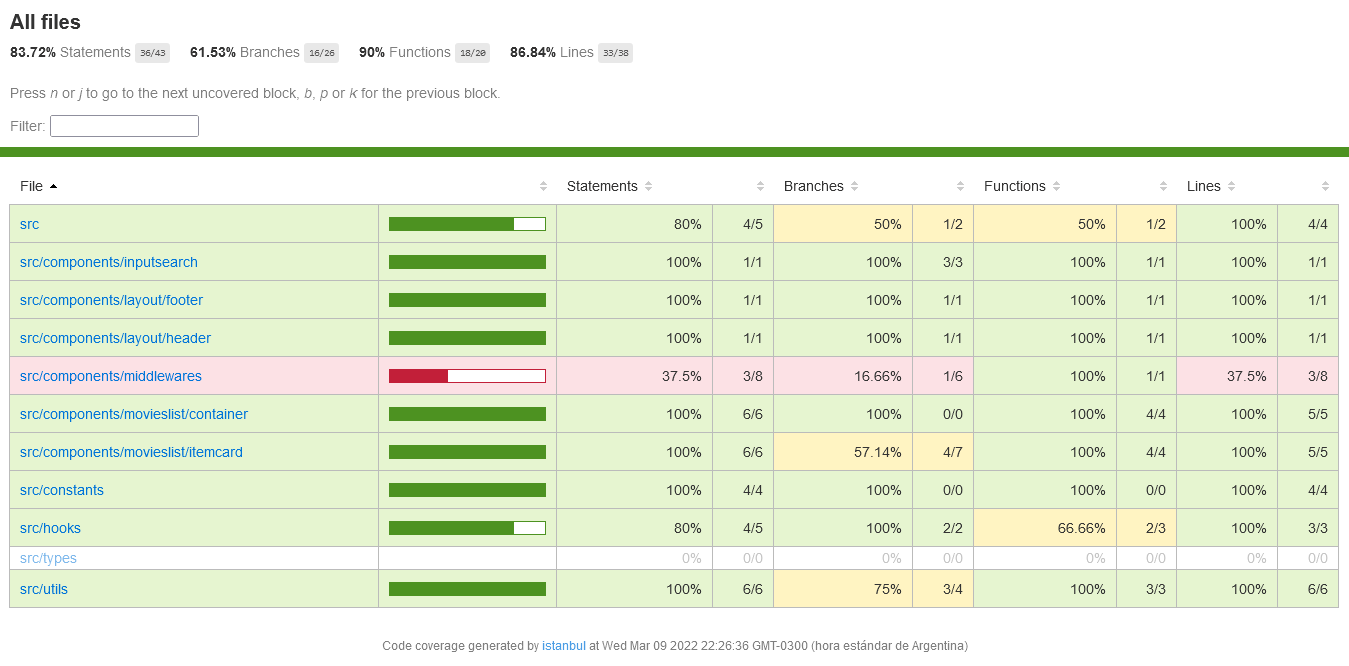 All files
83.72% Statements 36/43 61.53% Branches 16/26 90% Functions 18/20 86.84% Lines 33/38
Press n or j to go to the next uncovered block, b, p or k for the previous block.
Filter:
File Statements Branches Functions Lines
src 80% 4/5 50% 1/2 50% 1/2 100% 4/4
src/components/inputsearch 100% 1/1 100% 3/3 100% 1/1 100% 1/1
src/components/layout/footer 100% 1/1 100% 1/1 100% 1/1 100% 1/1
src/components/layout/header 100% 1/1 100% 1/1 100% 1/1 100% 1/1
src/components/middlewares 37.5% 3/8 16.66% 1/6 100% 1/1 37.5% 3/8
src/components/movieslist/container 100% 6/6 100% 0/0 100% 4/4 100% 5/5
src/components/movieslist/itemcard 100% 6/6 57.14% 4/7 100% 4/4 100% 5/5
src/constants 100% 4/4 100% 0/0 100% 0/0 100% 4/4
src/hooks 80% 4/5 100% 2/2 66.66% 2/3 100% 3/3
src/types 0% 0/0 0% 0/0 0% 0/0 0% 0/0
src/utils 100% 6/6 75% 3/4 100% 3/3 100% 6/6
Code coverage generated by istanbul at Wed Mar 09 2022 22:26:36 GMT-0300 (hora estándar de Argentina)